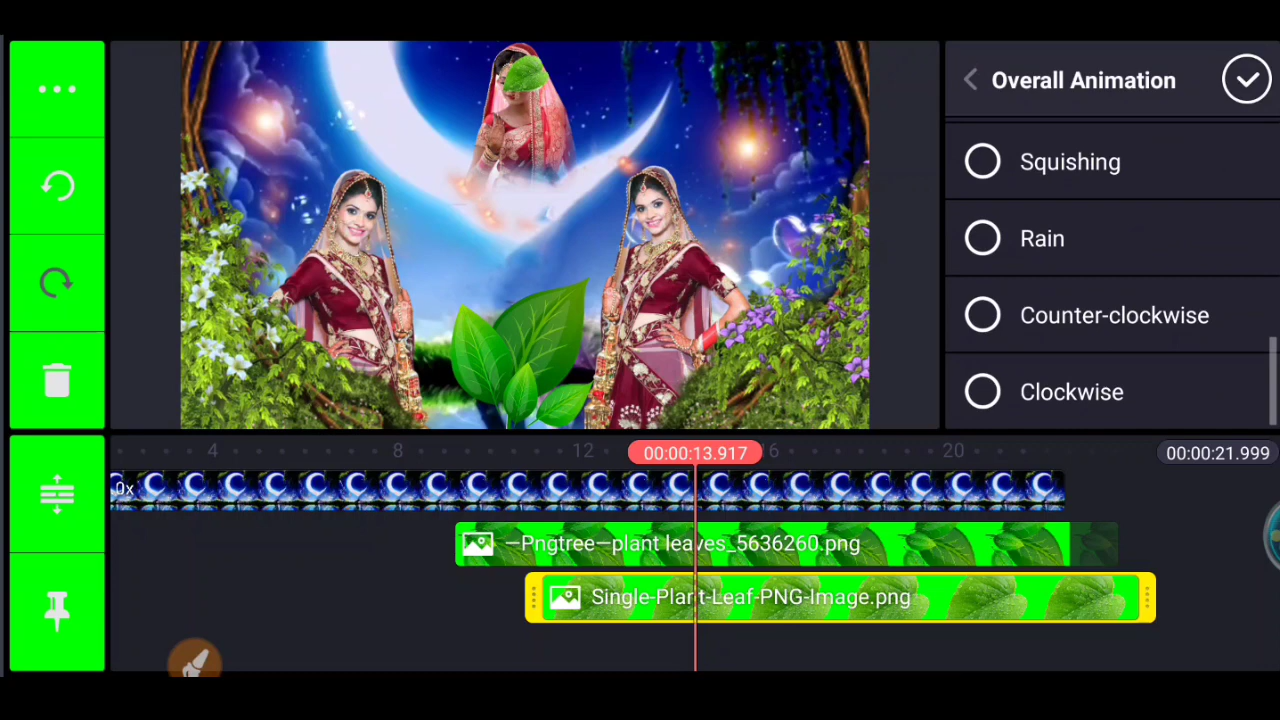 Overall Animation
Squishing
Rain
Counter-clockwise
Clockwise
4 8 12 6 20
00:00:13.917
00:00:21.999
.0x
—Pngtree—plant leaves_5636260.png
Single-Plant-Leaf-PNG-Image.png